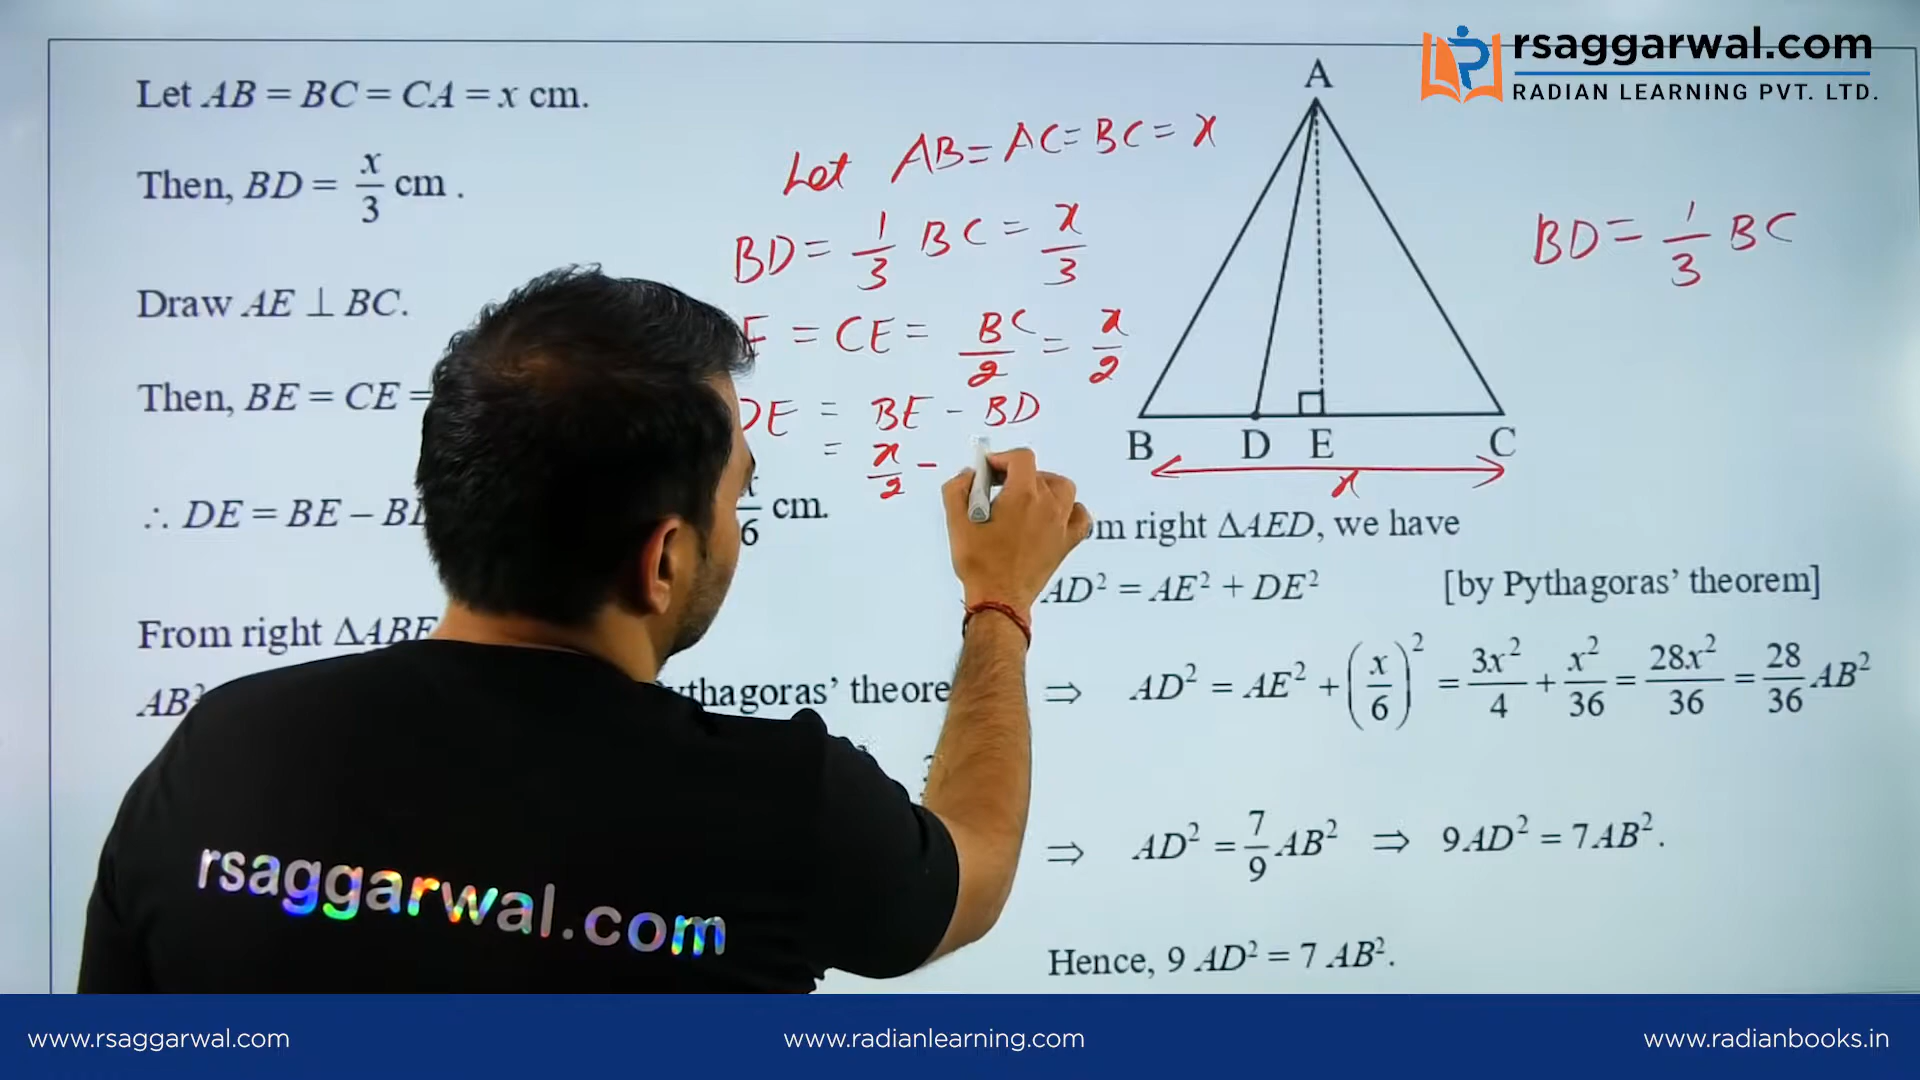 rsaggarwal.com
RADIAN LEARNING PVT. LTD.
Let AB = BC = CA = x cm.
Then, BD = x/3 cm .
Draw AE ⊥ BC.
Then, BE = CE =
∴ DE = BE – B
/6 cm.
From right ΔABE
AB²
thagoras' theore
Let AB = AC = BC = x
BD = 1/3 BC = x/3
= CE = BC/2 = x/2
DE = BE - BD
= x/2 -
A
B D E C
x
BD = 1/3 BC
m right ΔAED, we have
AD² = AE² + DE² [by Pythagoras' theorem]
⇒ AD² = AE² + (x/6)² = 3x²/4 + x²/36 = 28x²/36 = 28/36 AB²
⇒ AD² = 7/9 AB² ⇒ 9AD² = 7AB².
Hence, 9 AD² = 7 AB².
rsaggarwal.com
www.rsaggarwal.com
www.radianlearning.com
www.radianbooks.in